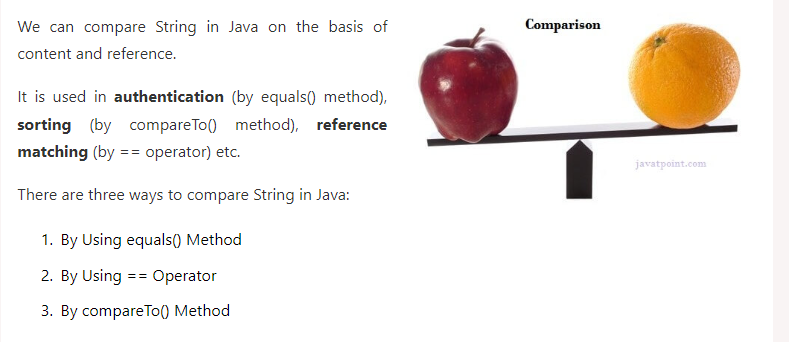 We can compare String in Java on the basis of
content and reference.
It is used in authentication (by equals() method),
sorting (by compareTo() method), reference
matching (by == operator) etc.
There are three ways to compare String in Java:
1. By Using equals() Method
2. By Using == Operator
3. By compareTo() Method
Comparison
javatpoint.com